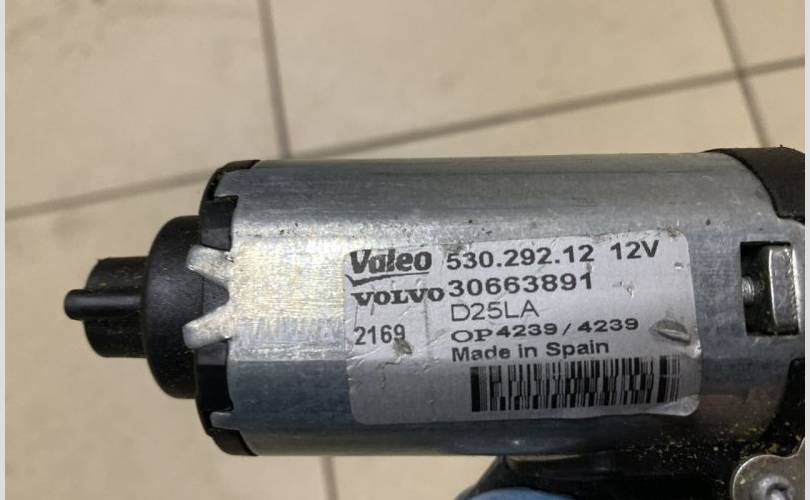 Valeo 530.292.12 12V
VOLVO 30663891
D25LA
2169 OP4239/4239
Made in Spain